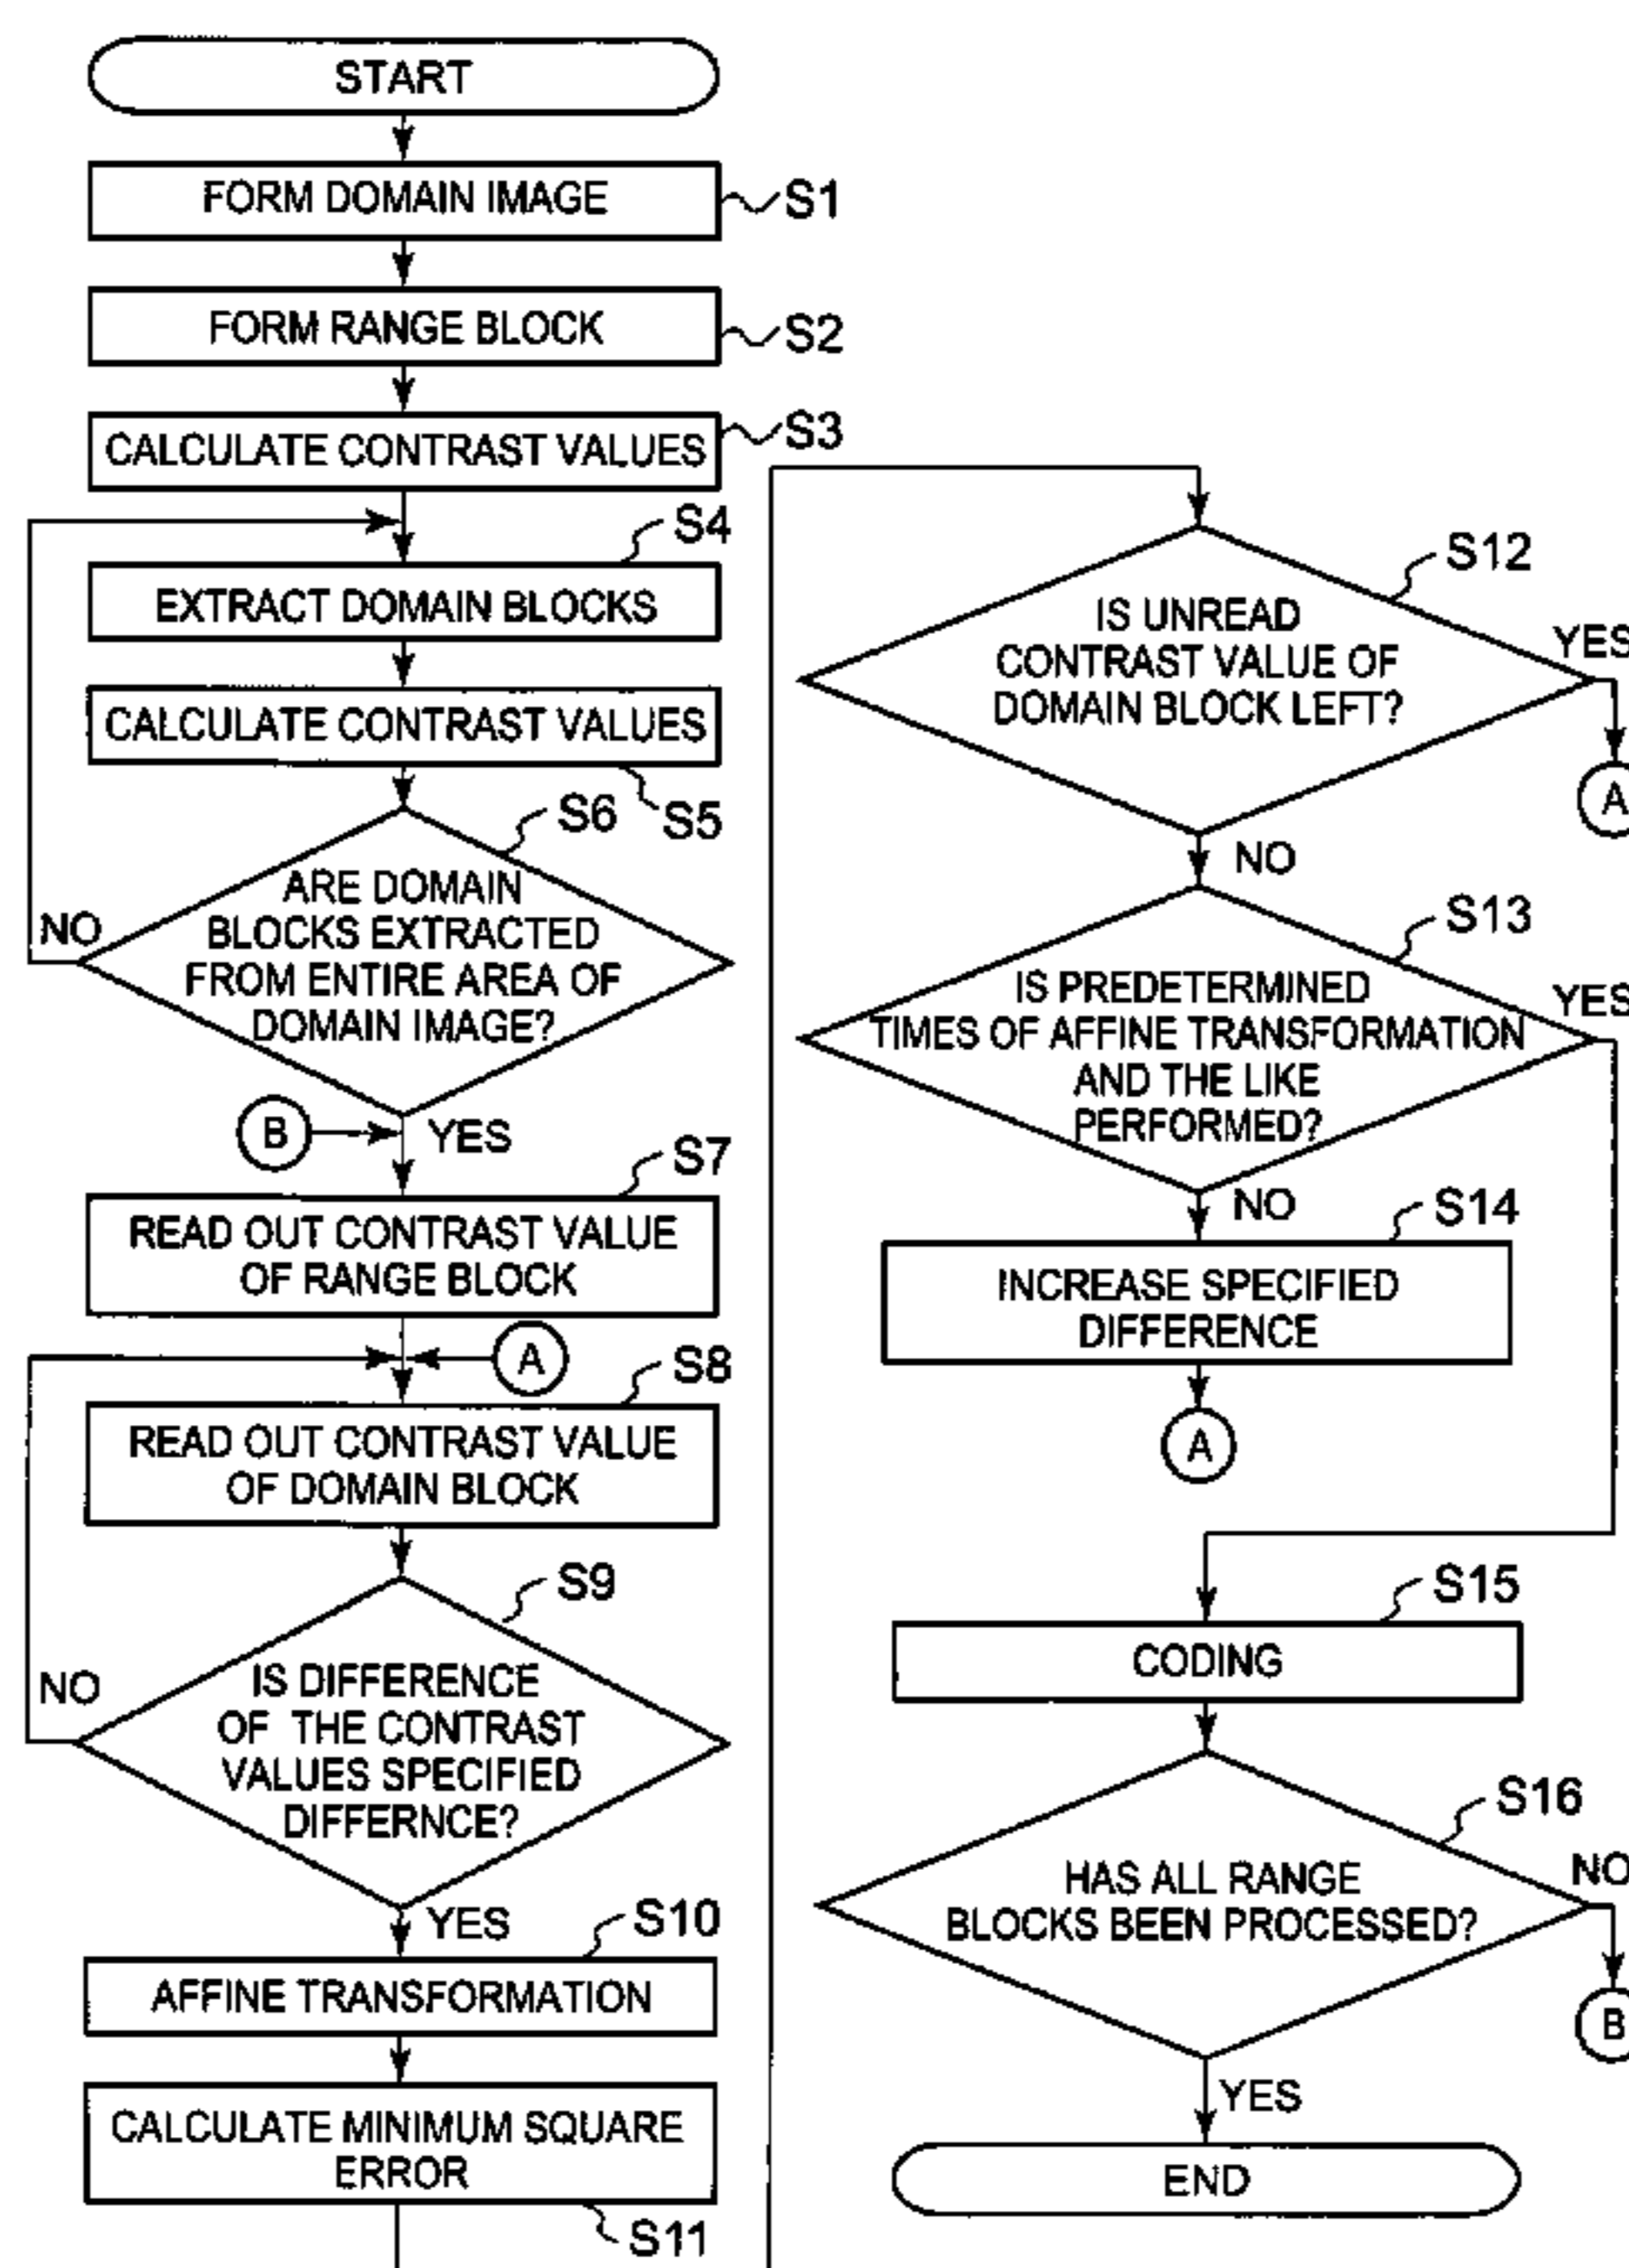 START
FORM DOMAIN IMAGE
S1
FORM RANGE BLOCK
S2
CALCULATE CONTRAST VALUES
S3
S4
EXTRACT DOMAIN BLOCKS
CALCULATE CONTRAST VALUES
S5
S6
ARE DOMAIN
BLOCKS EXTRACTED
FROM ENTIRE AREA OF
DOMAIN IMAGE?
NO
B
YES
S7
READ OUT CONTRAST VALUE
OF RANGE BLOCK
A
S8
READ OUT CONTRAST VALUE
OF DOMAIN BLOCK
S9
IS DIFFERENCE
OF THE CONTRAST
VALUES SPECIFIED
DIFFERNCE?
NO
YES
S10
AFFINE TRANSFORMATION
CALCULATE MINIMUM SQUARE
ERROR
S11
S12
IS UNREAD
CONTRAST VALUE OF
DOMAIN BLOCK LEFT?
YES
A
NO
S13
IS PREDETERMINED
TIMES OF AFFINE TRANSFORMATION
AND THE LIKE
PERFORMED?
YES
NO
S14
INCREASE SPECIFIED
DIFFERENCE
A
S15
CODING
S16
HAS ALL RANGE
BLOCKS BEEN PROCESSED?
NO
B
YES
END